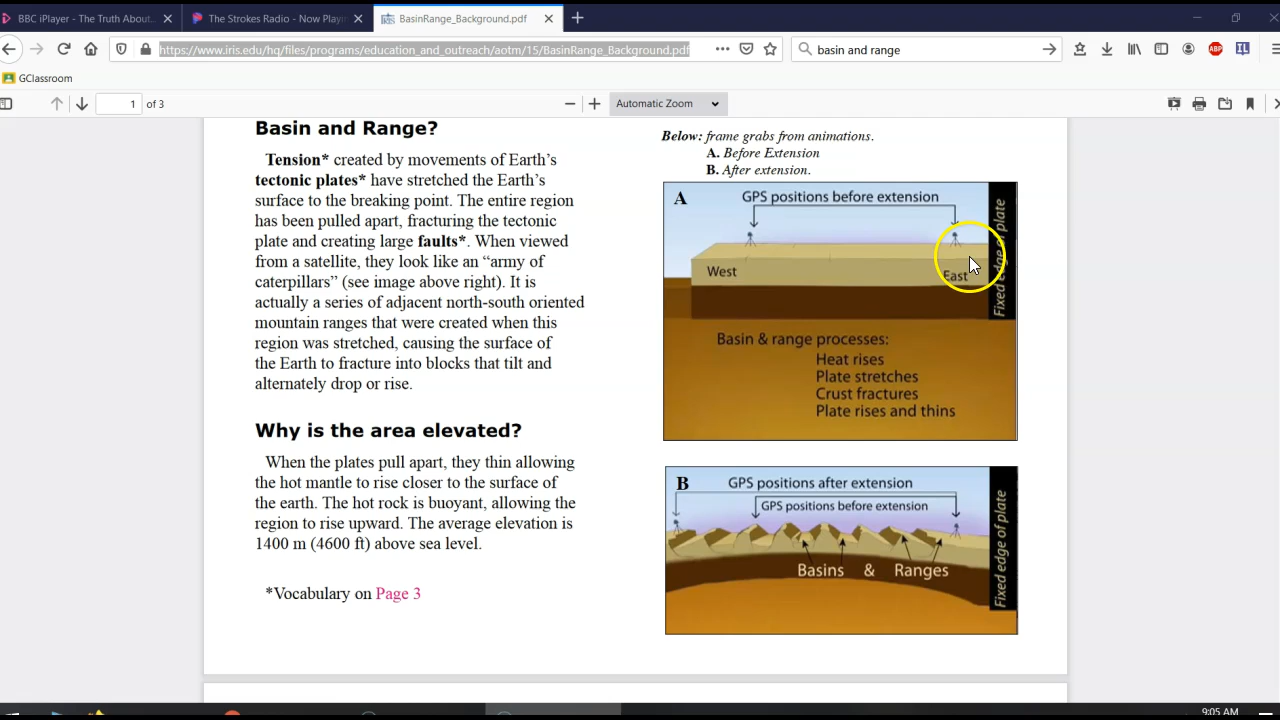 BBC iPlayer - The Truth About
The Strokes Radio - Now Playin
BasinRange_Background.pdf
https://www.iris.edu/hq/files/programs/education_and_outreach/aotm/15/BasinRange_Background.pdf
basin and range
ABP
IL
GClassroom
1 of 3
Automatic Zoom
Basin and Range?
Tension* created by movements of Earth's
tectonic plates* have stretched the Earth's
surface to the breaking point. The entire region
has been pulled apart, fracturing the tectonic
plate and creating large faults*. When viewed
from a satellite, they look like an "army of
caterpillars" (see image above right). It is
actually a series of adjacent north-south oriented
mountain ranges that were created when this
region was stretched, causing the surface of
the Earth to fracture into blocks that tilt and
alternately drop or rise.
Why is the area elevated?
When the plates pull apart, they thin allowing
the hot mantle to rise closer to the surface of
the earth. The hot rock is buoyant, allowing the
region to rise upward. The average elevation is
1400 m (4600 ft) above sea level.
*Vocabulary on Page 3
Below: frame grabs from animations.
A. Before Extension
B. After extension.
A
GPS positions before extension
West
East
Fixed edge of plate
Basin & range processes:
Heat rises
Plate stretches
Crust fractures
Plate rises and thins
B
GPS positions after extension
GPS positions before extension
Basins & Ranges
Fixed edge of plate
9:05 AM